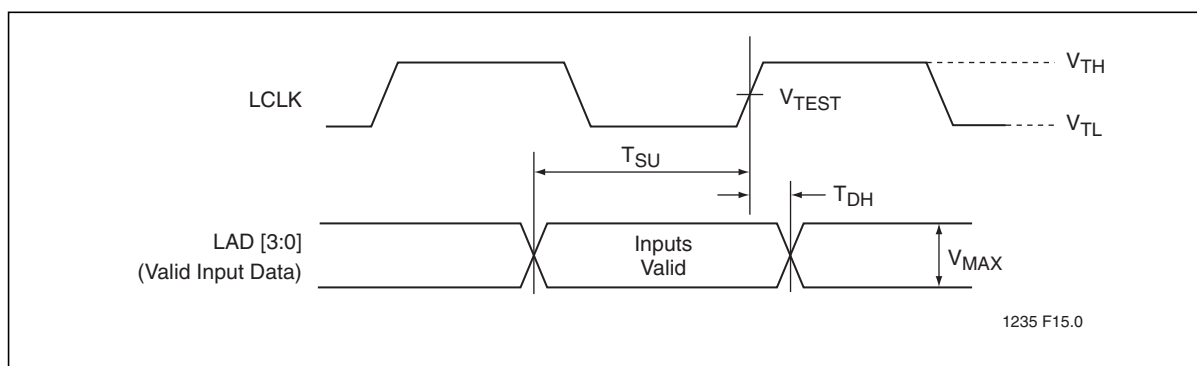 V_TH
LCLK
V_TEST
V_TL
T_SU
T_DH
LAD [3:0]
(Valid Input Data)
Inputs
Valid
V_MAX
1235 F15.0